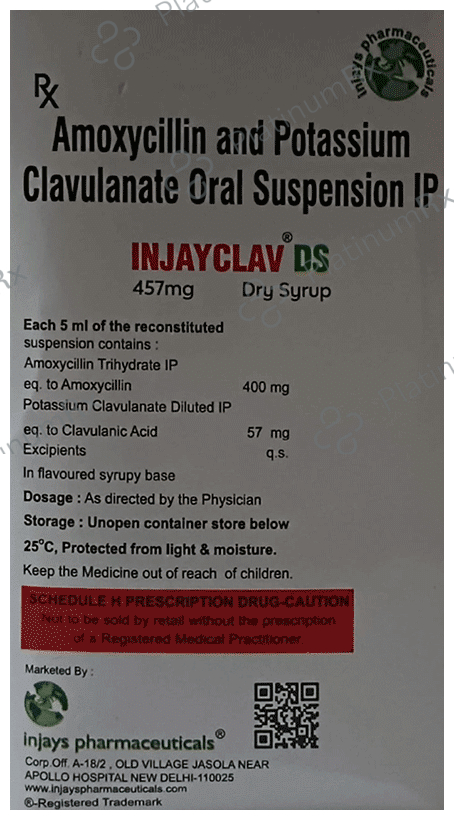 injays pharmaceuticals
Rx
Amoxycillin and Potassium
Clavulanate Oral Suspension IP
INJAYCLAV® DS
457mg Dry Syrup
Each 5 ml of the reconstituted
suspension contains :
Amoxycillin Trihydrate IP
eq. to Amoxycillin 400 mg
Potassium Clavulanate Diluted IP
eq. to Clavulanic Acid 57 mg
Excipients q.s.
In flavoured syrupy base
Dosage : As directed by the Physician
Storage : Unopen container store below
25°C, Protected from light & moisture.
Keep the Medicine out of reach of children.
SCHEDULE H PRESCRIPTION DRUG-CAUTION
Not to be sold by retail without the prescription
of a Registered Medical Practitioner
Marketed By :
injays pharmaceuticals®
Corp.Off. A-18/2 , OLD VILLAGE JASOLA NEAR
APOLLO HOSPITAL NEW DELHI-110025
www.injayspharmaceuticals.com
®-Registered Trademark
PlatinumRx